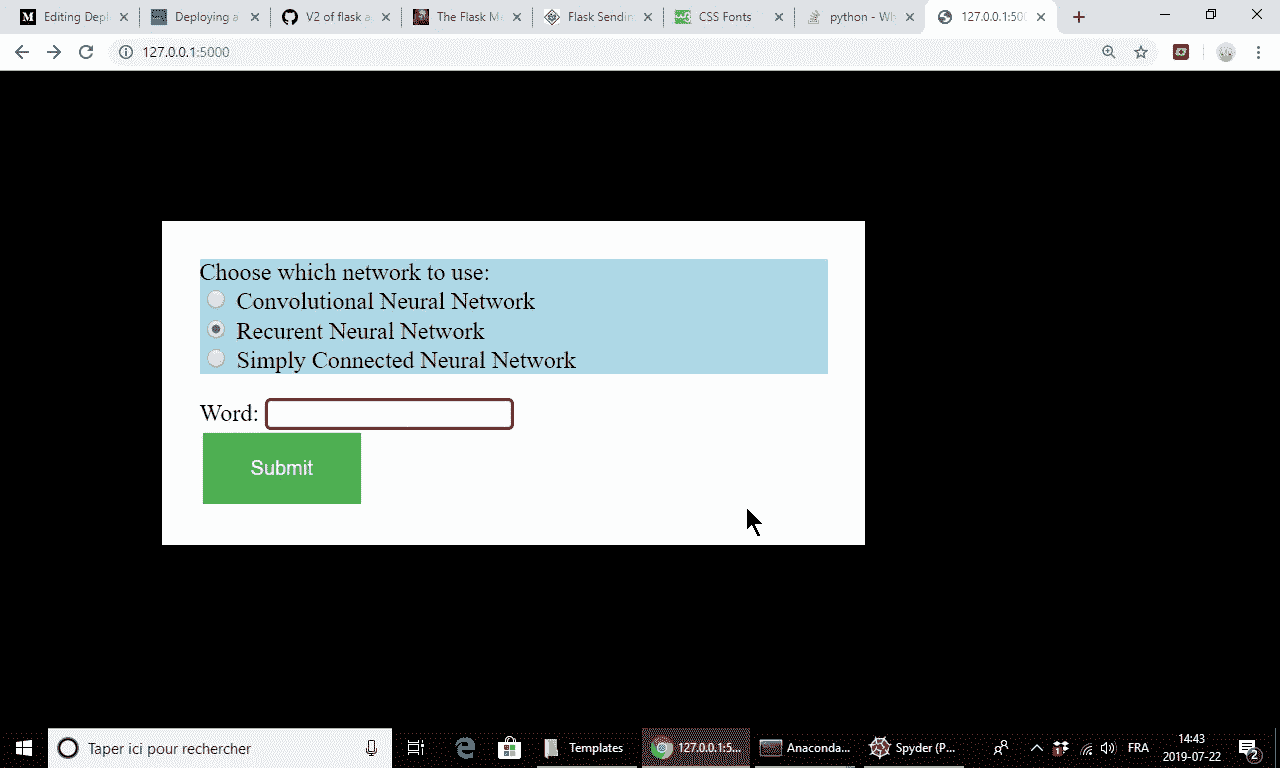 M Editing Depl
Deploying a
V2 of flask a
The Flask M
Flask Sendin
CSS Fonts
python - Wh
127.0.0.1:500
127.0.0.1:5000
Choose which network to use:
Convolutional Neural Network
Recurent Neural Network
Simply Connected Neural Network
Word:
Submit
Taper ici pour rechercher
Templates
127.0.0.1:5...
Anaconda...
Spyder (P...
FRA
14:43
2019-07-22
2